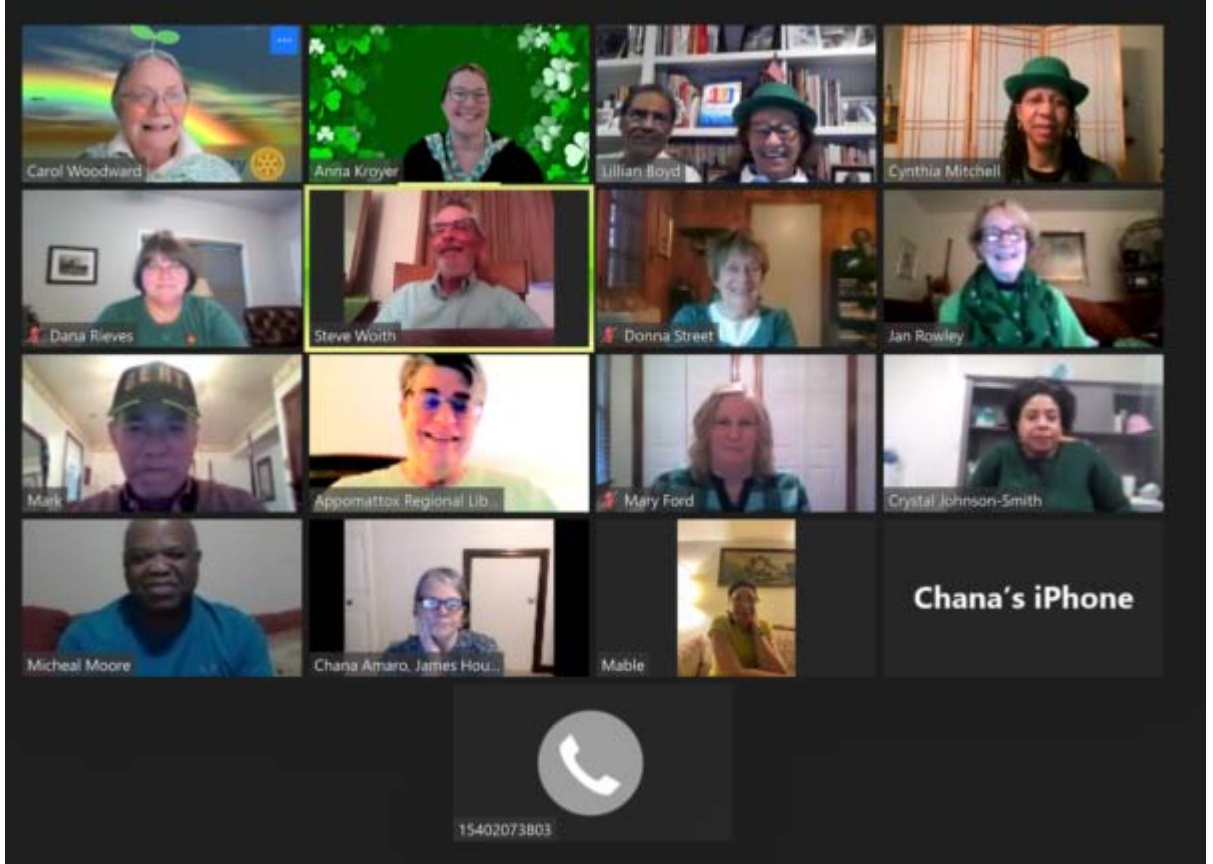 Carol Woodward
Anna Kroyer
Lillian Boyd
Cynthia Mitchell
Dana Rieves
Steve Woith
Donna Street
Jan Rowley
Mark
Appomattox Regional Lib...
Mary Ford
Crystal Johnson-Smith
Micheal Moore
Chana Amaro, James Hou...
Mable
Chana's iPhone
15402073803